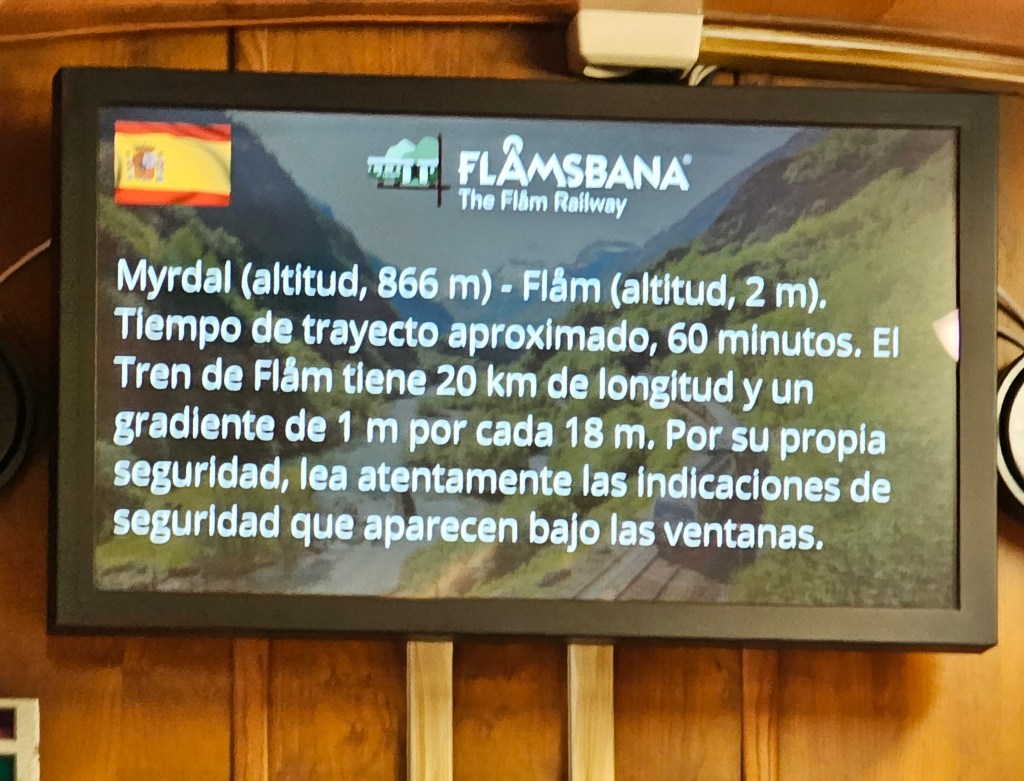 FLÅMSBANA®
The Flåm Railway
Myrdal (altitud, 866 m) - Flåm (altitud, 2 m).
Tiempo de trayecto aproximado, 60 minutos. El
Tren de Flåm tiene 20 km de longitud y un
gradiente de 1 m por cada 18 m. Por su propia
seguridad, lea atentamente las indicaciones de
seguridad que aparecen bajo las ventanas.